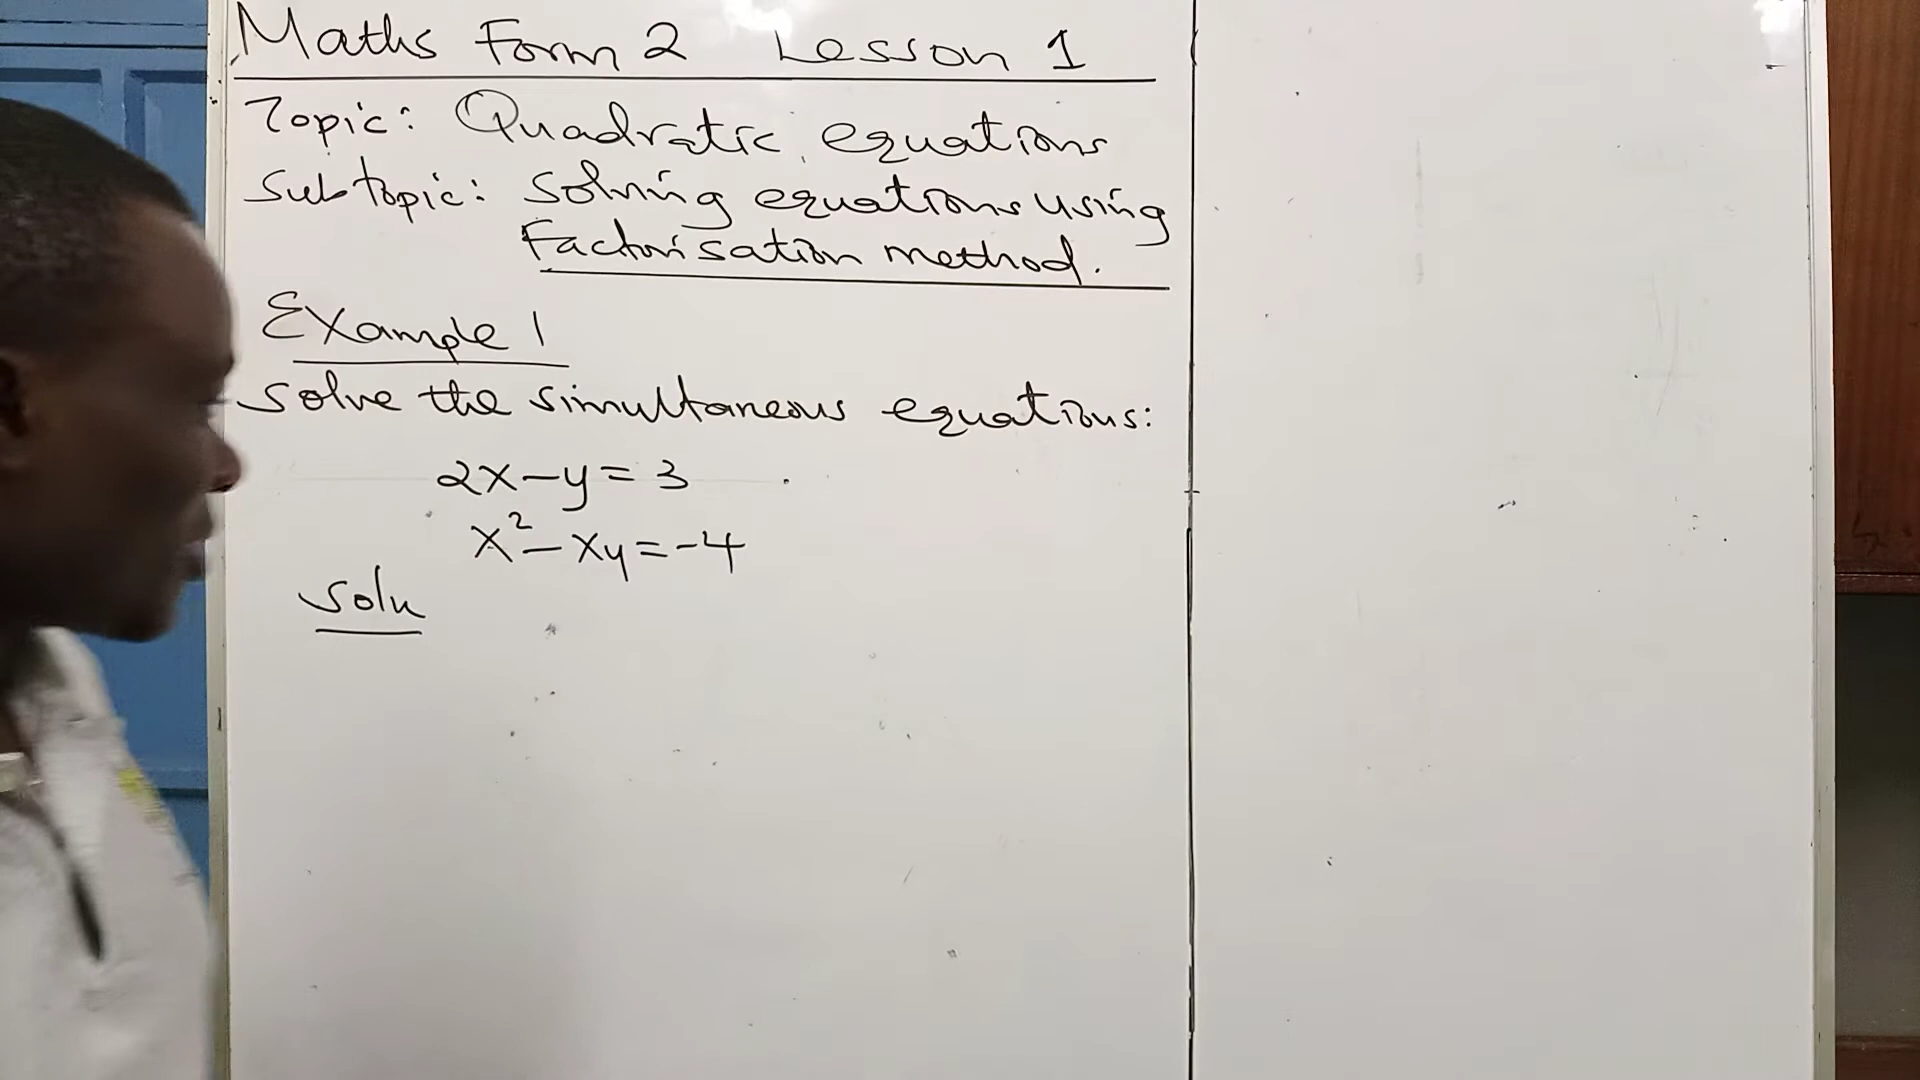 Maths Form 2 Lesson 1
Topic: Quadratic equations
Subtopic: Solving equations using
Factorisation method.
Example 1
Solve the simultaneous equations:
2x-y=3
x²-xy=-4
Soln